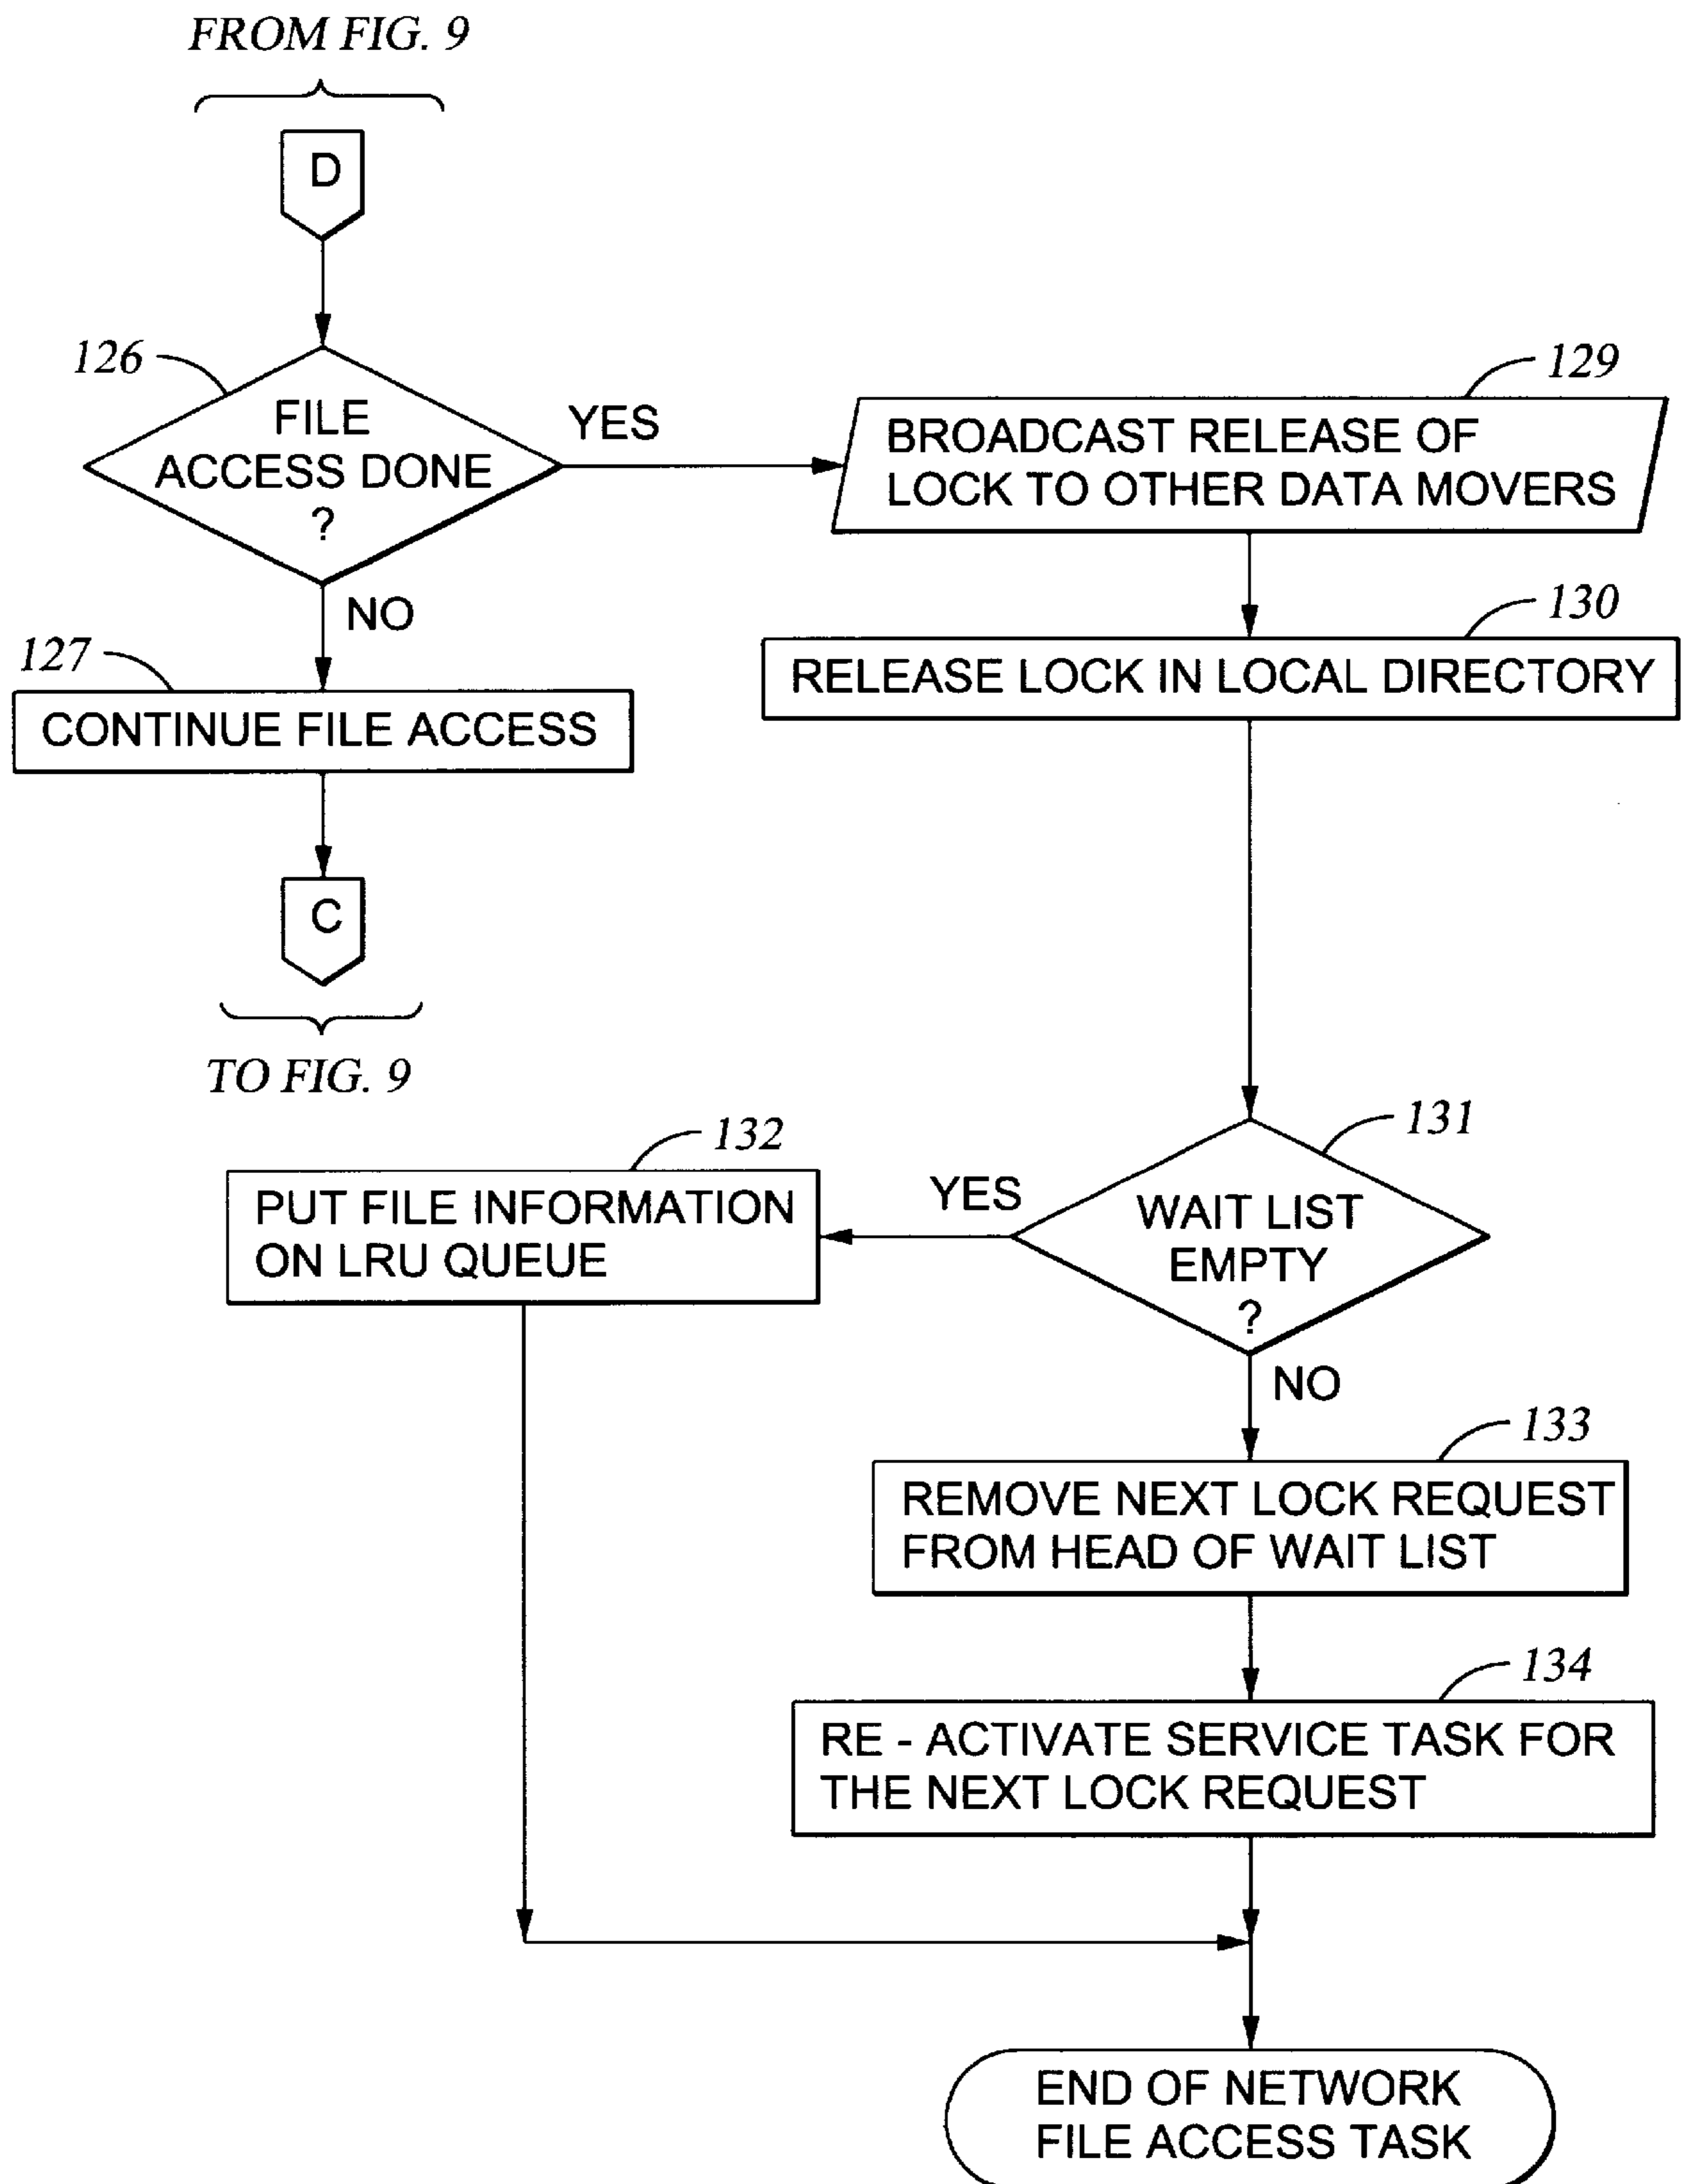 FROM FIG. 9
D
126
FILE
ACCESS DONE
?
YES
NO
129
BROADCAST RELEASE OF
LOCK TO OTHER DATA MOVERS
130
RELEASE LOCK IN LOCAL DIRECTORY
127
CONTINUE FILE ACCESS
C
TO FIG. 9
131
WAIT LIST
EMPTY
?
YES
NO
132
PUT FILE INFORMATION
ON LRU QUEUE
133
REMOVE NEXT LOCK REQUEST
FROM HEAD OF WAIT LIST
134
RE - ACTIVATE SERVICE TASK FOR
THE NEXT LOCK REQUEST
END OF NETWORK
FILE ACCESS TASK